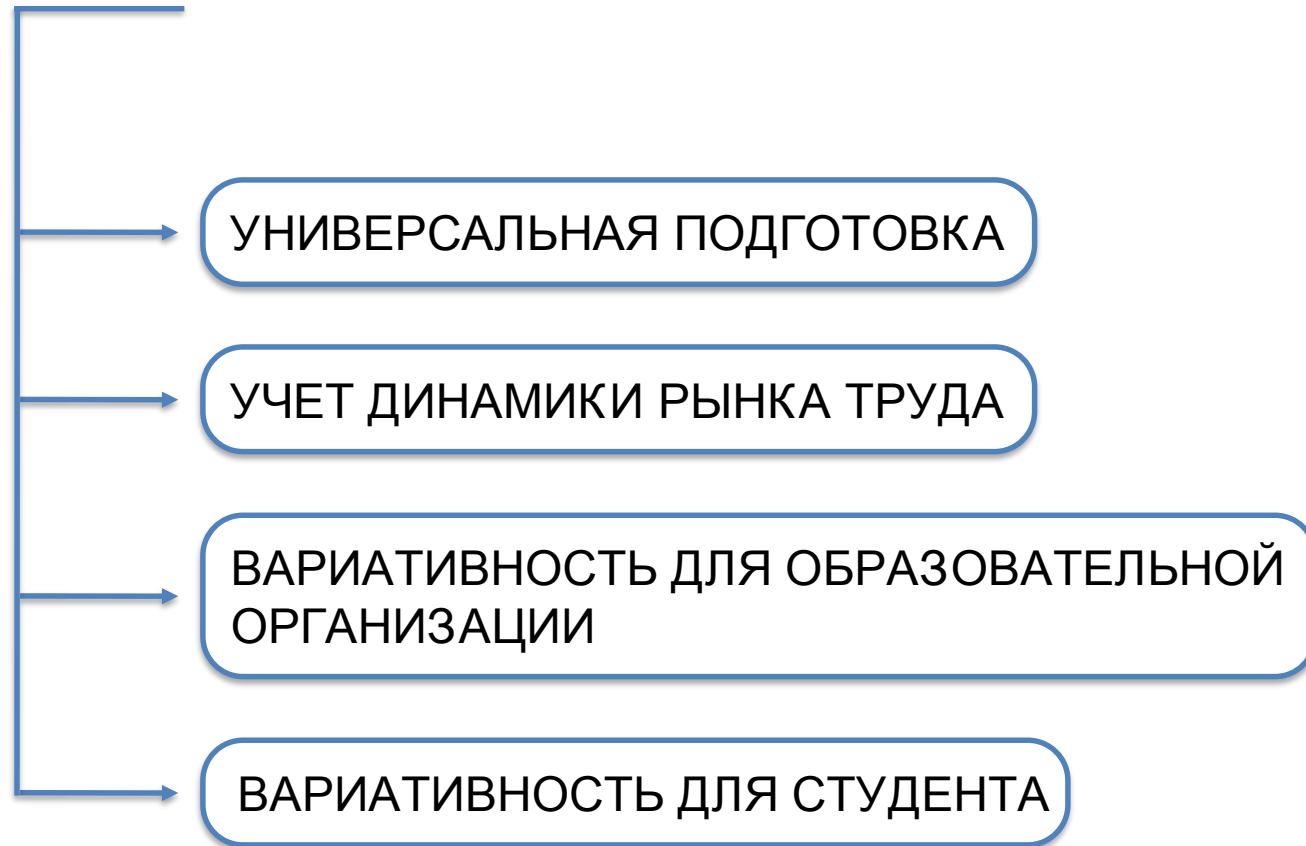 УНИВЕРСАЛЬНАЯ ПОДГОТОВКА
УЧЕТ ДИНАМИКИ РЫНКА ТРУДА
ВАРИАТИВНОСТЬ ДЛЯ ОБРАЗОВАТЕЛЬНОЙ
ОРГАНИЗАЦИИ
ВАРИАТИВНОСТЬ ДЛЯ СТУДЕНТА